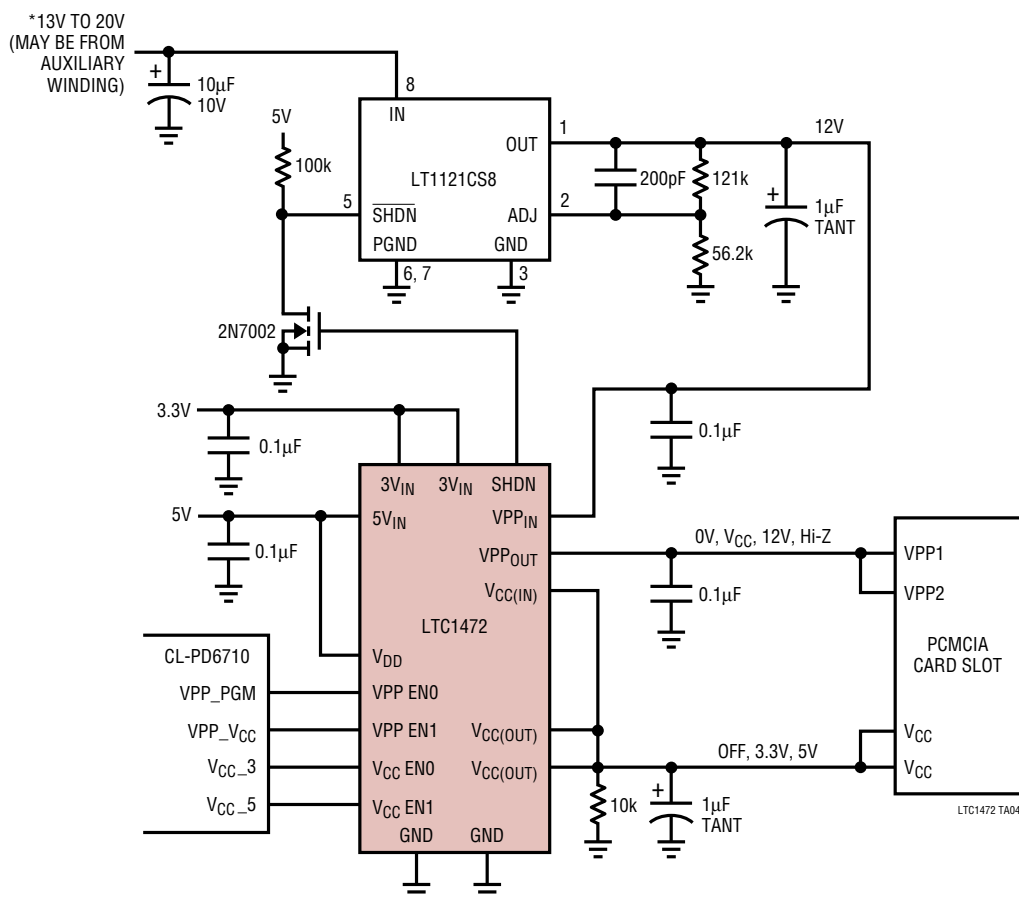 *13V TO 20V
(MAY BE FROM
AUXILIARY
WINDING)
+
10µF
10V
8
IN
5V
100k
OUT
1
12V
LT1121CS8
200pF
121k
+
1µF
TANT
5
SHDN
ADJ
2
PGND
GND
56.2k
6, 7
3
2N7002
3.3V
0.1µF
0.1µF
3VIN
3VIN
SHDN
5V
5VIN
VPPIN
0.1µF
VPPOUT
0V, VCC, 12V, Hi-Z
VPP1
0.1µF
VCC(IN)
VPP2
LTC1472
CL-PD6710
VDD
PCMCIA
CARD SLOT
VPP_PGM
VPP EN0
VPP_VCC
VPP EN1
VCC(OUT)
VCC
VCC_3
VCC EN0
VCC(OUT)
OFF, 3.3V, 5V
VCC
VCC_5
VCC EN1
10k
+
1µF
TANT
GND
GND
LTC1472 TA04